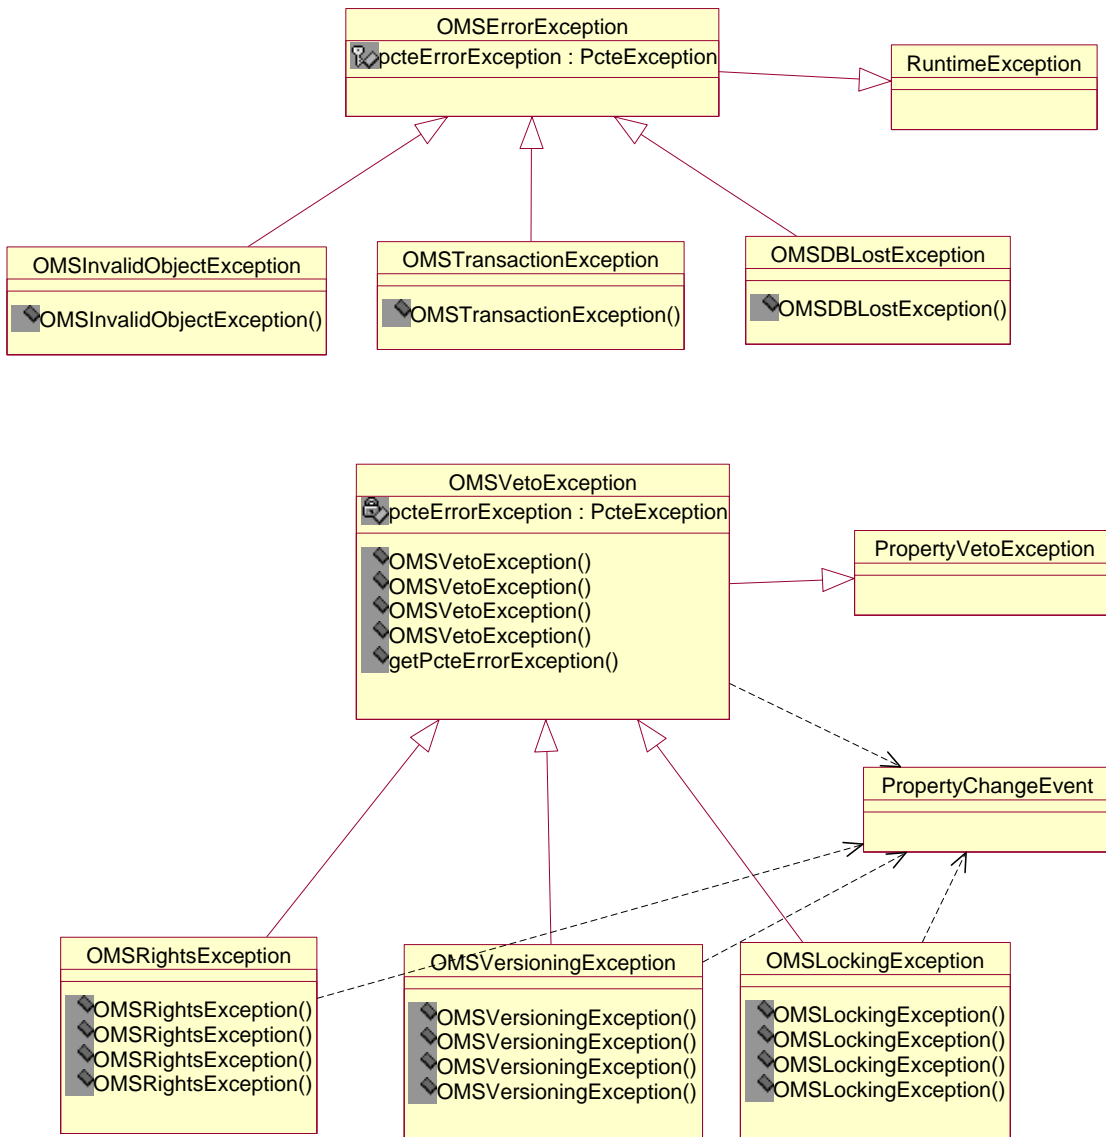 OMSErrorException
pcteErrorException : PcteException
RuntimeException
OMSInvalidObjectException
OMSInvalidObjectException()
OMSTransactionException
OMSTransactionException()
OMSDBLostException
OMSDBLostException()
OMSVetoException
pcteErrorException : PcteException
OMSVetoException()
OMSVetoException()
OMSVetoException()
OMSVetoException()
getPcteErrorException()
PropertyVetoException
PropertyChangeEvent
OMSRightsException
OMSRightsException()
OMSRightsException()
OMSRightsException()
OMSRightsException()
OMSVersioningException
OMSVersioningException()
OMSVersioningException()
OMSVersioningException()
OMSVersioningException()
OMSLockingException
OMSLockingException()
OMSLockingException()
OMSLockingException()
OMSLockingException()